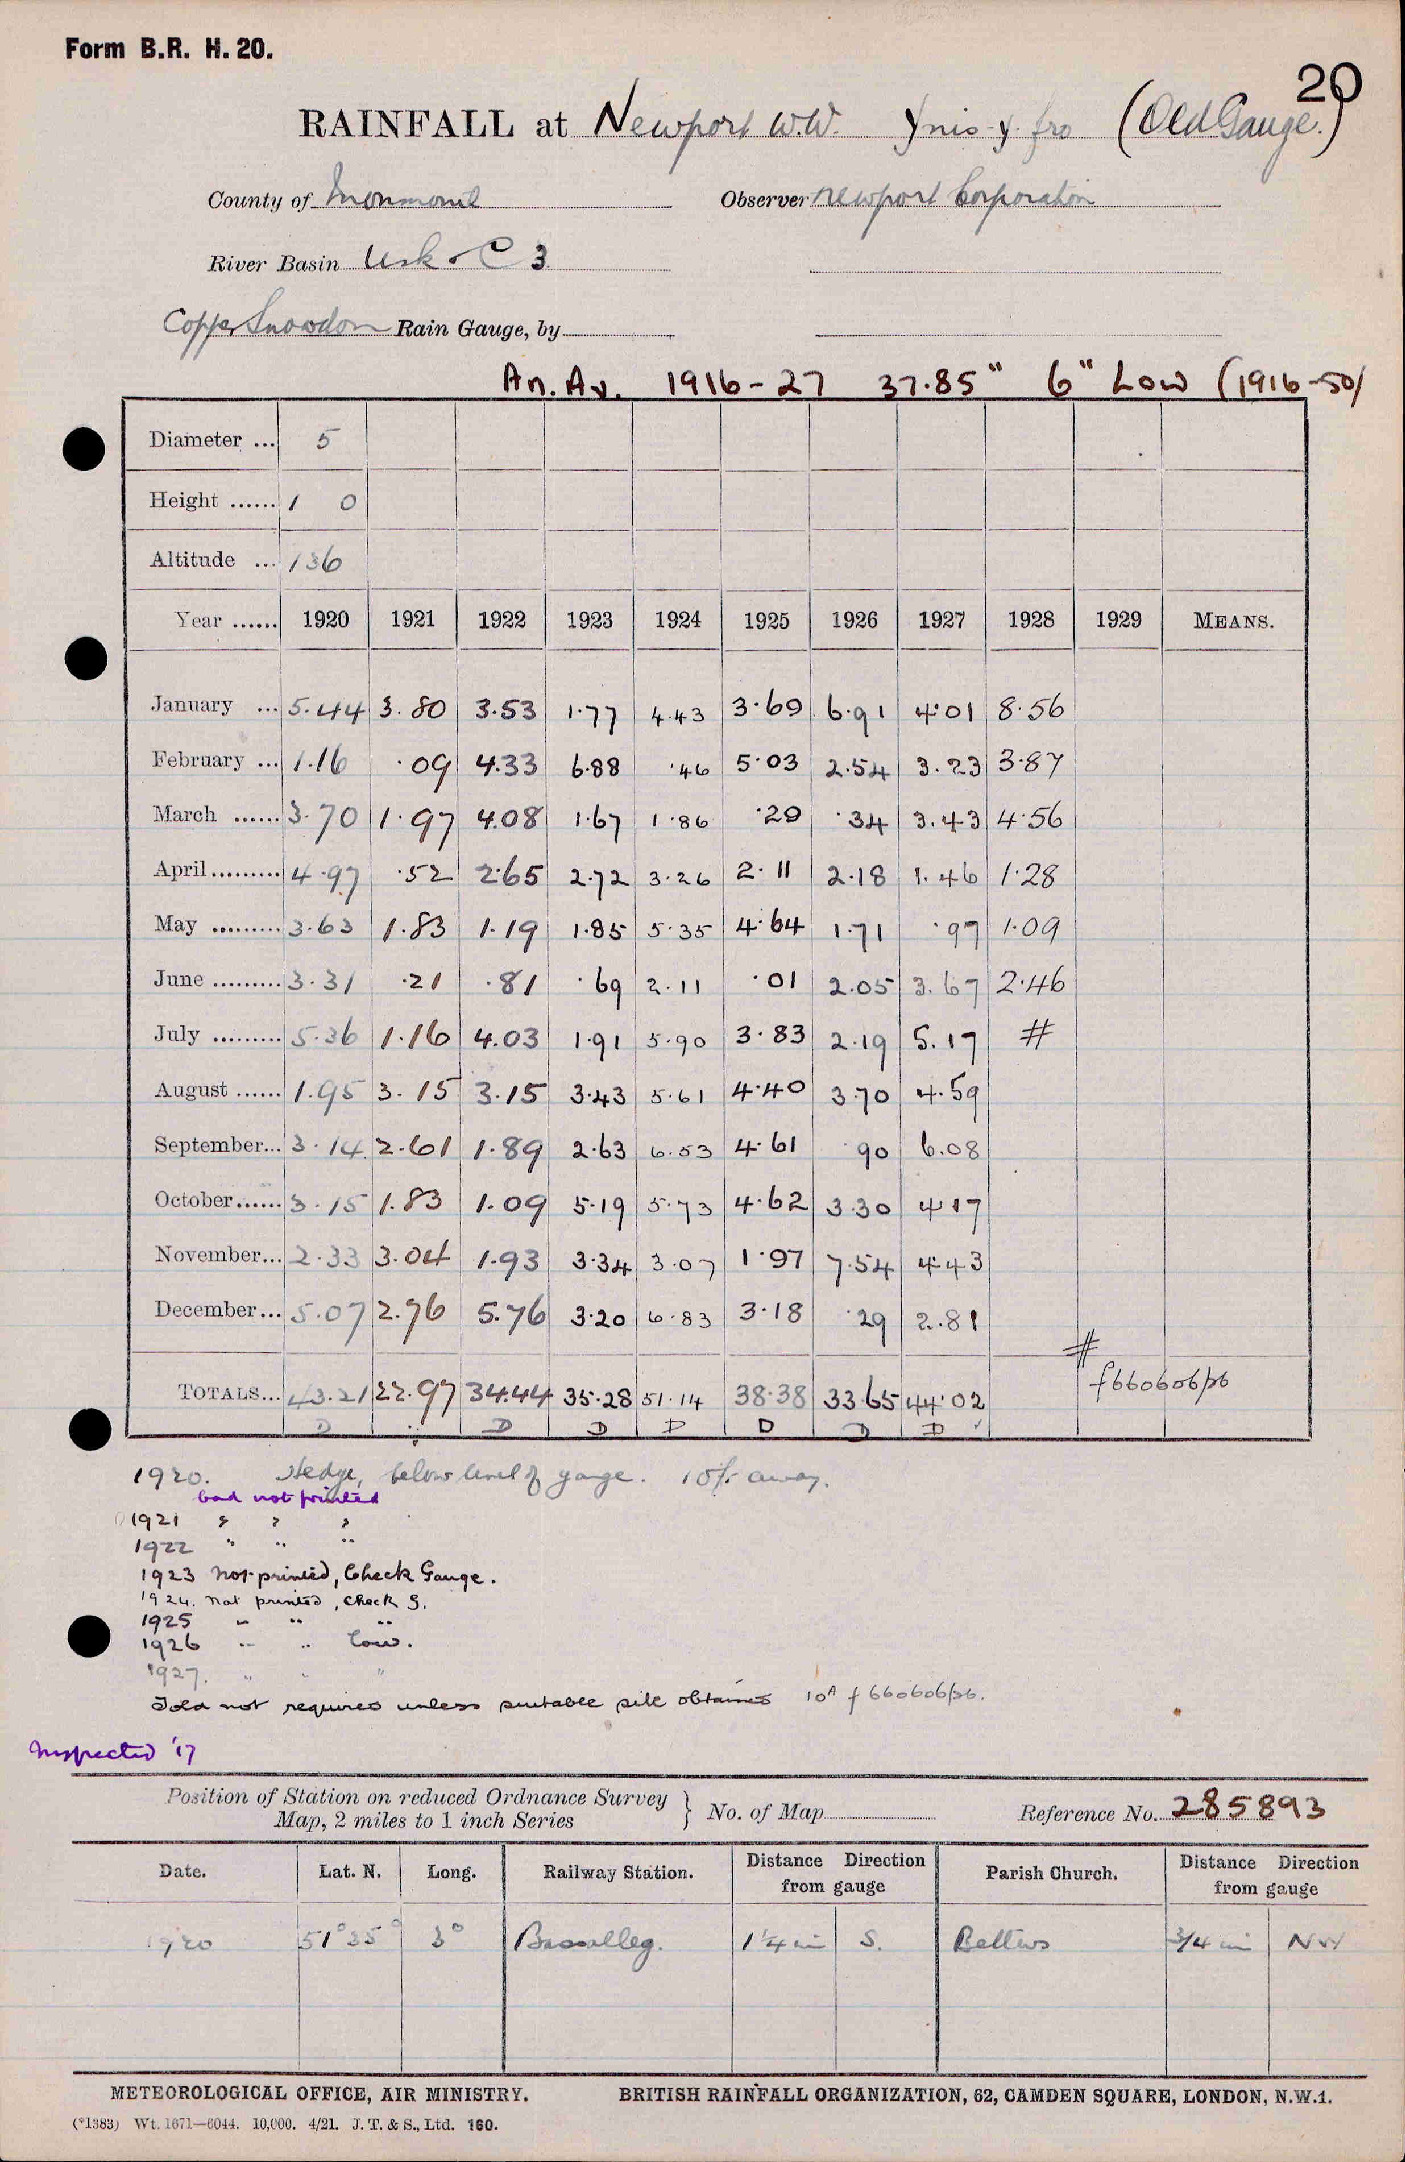 Form B.R. H. 20.
20
RAINFALL at Newport W.W. Ynis-y-fro (Old Gauge.)
County of Monmouth Observer Newport Corporation
River Basin Usk - C 3
Copper Snowdon Rain Gauge, by
An. Av. 1916-27 37.85" 6" Low (1916-50)
Diameter ... 5
Height ...... 1 0
Altitude ... 136
Year ...... 1920 1921 1922 1923 1924 1925 1926 1927 1928 1929 MEANS.
January ... 5.44 3.80 3.53 1.77 4.43 3.69 6.91 4.01 8.56
February ... 1.16 .09 4.33 6.88 .46 5.03 2.54 3.23 3.87
March ...... 3.70 1.97 4.08 1.67 1.86 .29 .34 3.43 4.56
April ......... 4.97 .52 2.65 2.72 3.26 2.11 2.18 1.46 1.28
May ......... 3.63 1.83 1.19 1.85 5.35 4.64 1.71 .97 1.09
June ......... 3.31 .21 .81 .69 2.11 .01 2.05 3.67 2.46
July ......... 5.36 1.16 4.03 1.91 5.90 3.83 2.19 5.17 #
August ...... 1.95 3.15 3.15 3.43 5.61 4.40 3.70 4.59
September... 3.14 2.61 1.89 2.63 6.53 4.61 .90 6.08
October...... 3.15 1.83 1.09 5.19 5.73 4.62 3.30 4.17
November... 2.33 3.04 1.93 3.34 3.07 1.97 7.54 4.43
December... 5.07 2.76 5.76 3.20 6.83 3.18 .29 2.81
#
TOTALS... 43.21 22.97 34.44 35.28 51.14 38.38 33.65 44.02 f660606/26
D : D D D D D D
1920. Hedge, below level of gauge. 10ft away.
bad not printed
1921 " " "
1922 " " "
1923 Not printed, Check Gauge.
1924. Not printed, check G.
1925 " " "
1926 " " Low.
1927. " " "
Told not required unless suitable site obtained f 660606/26.
Inspected '17
Position of Station on reduced Ordnance Survey
Map, 2 miles to 1 inch Series } No. of Map Reference No. 285893
Date. Lat. N. Long. Railway Station. Distance Direction from gauge Parish Church. Distance Direction from gauge
1920 51° 35° 3° Bassalleg. 1 1/4 mi S. Bettws 3/4 mi NW
METEOROLOGICAL OFFICE, AIR MINISTRY. BRITISH RAINFALL ORGANIZATION, 62, CAMDEN SQUARE, LONDON, N.W.1.
(*1383) Wt. 1671—6044. 10,000. 4/21. J. T. & S., Ltd. 160.